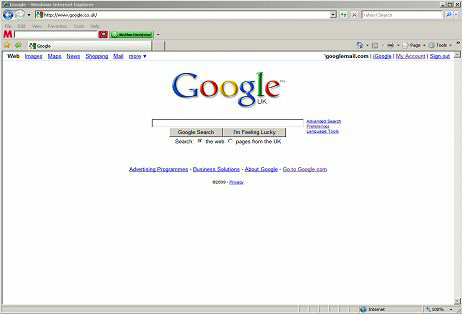 Google - Windows Internet Explorer
http://www.google.co.uk/
Yahoo! Search
File Edit View Favorites Tools Help
M McAfee SiteAdvisor
Google Page Tools
Web Images Maps News Shopping Mail more ▼ googlemail.com | iGoogle | My Account | Sign out
Google™
UK
Advanced Search
Preferences
Language Tools
Google Search I'm Feeling Lucky
Search: the web pages from the UK
Advertising Programmes - Business Solutions - About Google - Go to Google.com
©2009 - Privacy
Internet 100%